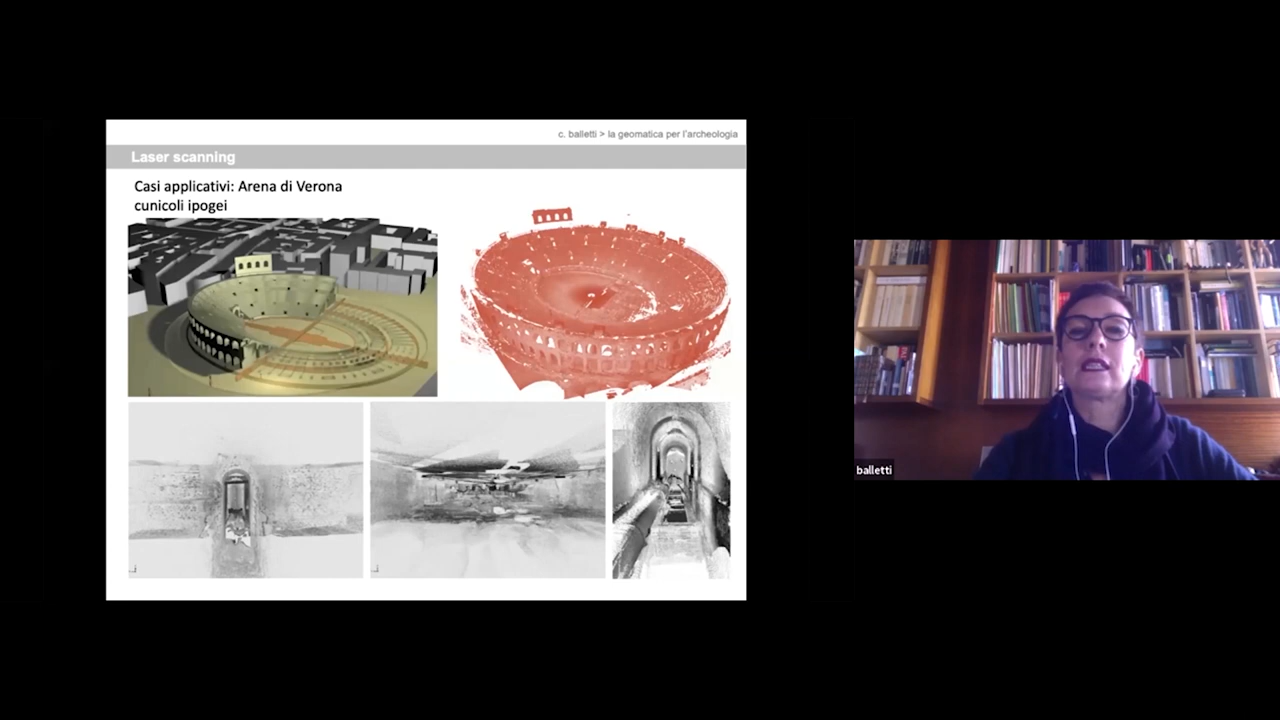 c. balletti > la geomatica per l'archeologia
Laser scanning
Casi applicativi: Arena di Verona
cunicoli ipogei
balletti